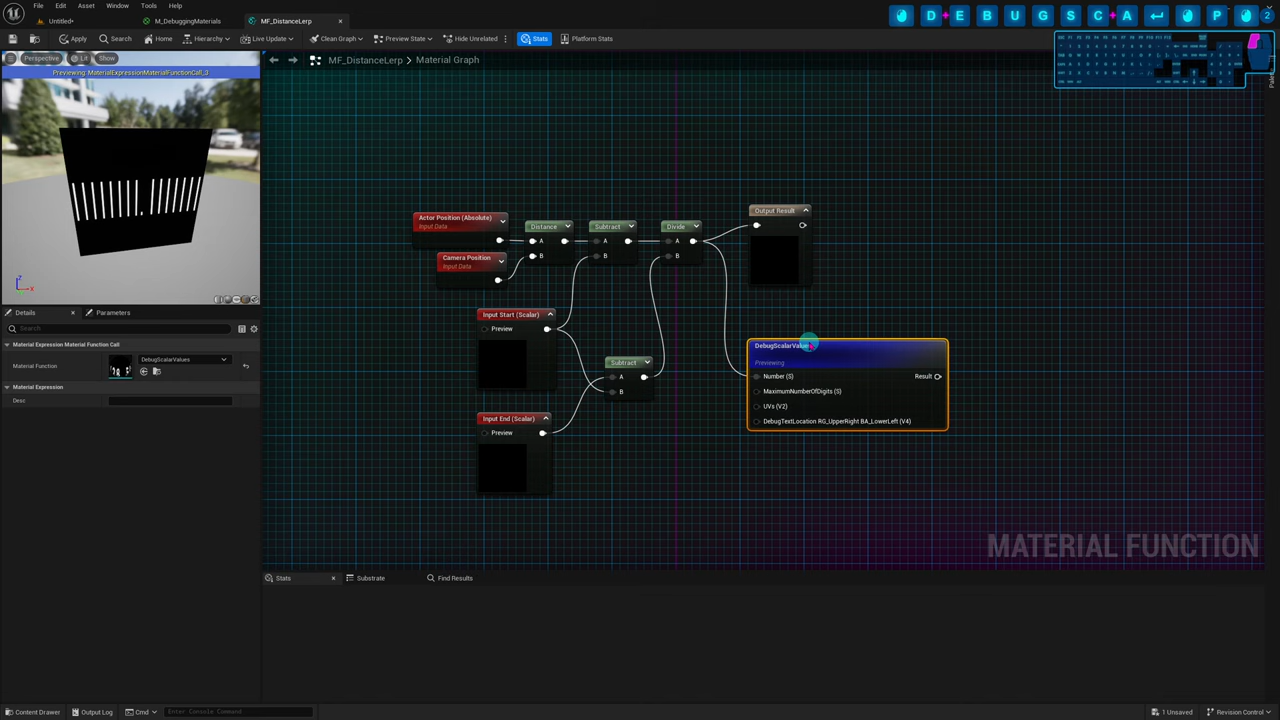 File Edit Asset Window Tools Help
D E B U G S C A P 2
Untitled• M_DebuggingMaterials MF_DistanceLerp
Apply Search Home Hierarchy Live Update Clean Graph Preview State Hide Unrelated Stats Platform Stats
Perspective Lit Show
MF_DistanceLerp > Material Graph
Previewing: MaterialExpressionMaterialFunctionCall_3
Palette
Actor Position (Absolute)
Input Data
Camera Position
Input Data
Distance
A
B
Subtract
A
B
Divide
A
B
Output Result
Input Start (Scalar)
Preview
Subtract
A
B
Input End (Scalar)
Preview
DebugScalarValues
Previewing
Number (S)
Result
MaximumNumberOfDigits (S)
UVs (V2)
DebugTextLocation RG_UpperRight BA_LowerLeft (V4)
Z
X
Details Parameters
Search
Material Expression Material Function Call
Material Function DebugScalarValues
Material Expression
Desc
MATERIAL FUNCTION
Stats Substrate Find Results
Content Drawer Output Log Cmd Enter Console Command 1 Unsaved Revision Control